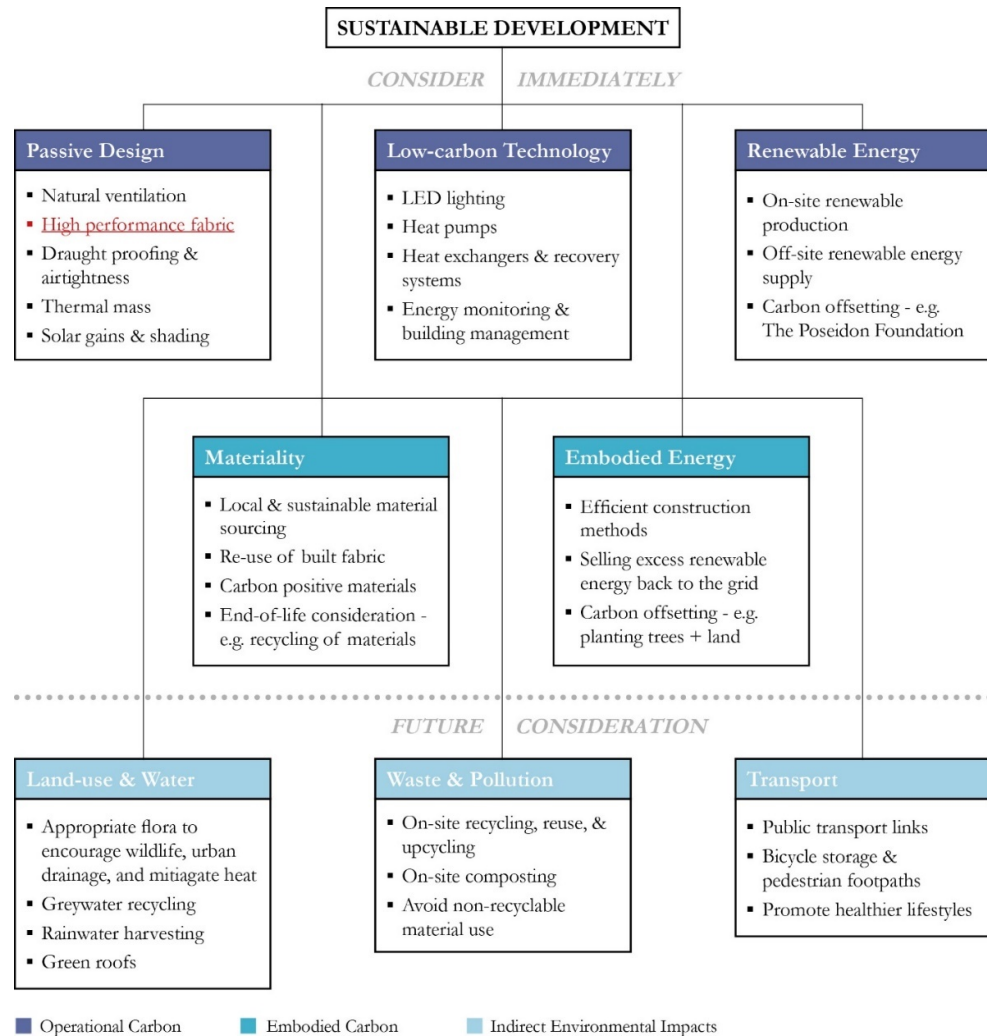 SUSTAINABLE DEVELOPMENT
CONSIDER IMMEDIATELY
Passive Design
▪ Natural ventilation
▪ High performance fabric
▪ Draught proofing &
airtightness
▪ Thermal mass
▪ Solar gains & shading
Low-carbon Technology
▪ LED lighting
▪ Heat pumps
▪ Heat exchangers & recovery
systems
▪ Energy monitoring &
building management
Renewable Energy
▪ On-site renewable
production
▪ Off-site renewable energy
supply
▪ Carbon offsetting - e.g.
The Poseidon Foundation
Materiality
▪ Local & sustainable material
sourcing
▪ Re-use of built fabric
▪ Carbon positive materials
▪ End-of-life consideration -
e.g. recycling of materials
Embodied Energy
▪ Efficient construction
methods
▪ Selling excess renewable
energy back to the grid
▪ Carbon offsetting - e.g.
planting trees + land
FUTURE CONSIDERATION
Land-use & Water
▪ Appropriate flora to
encourage wildlife, urban
drainage, and mitiagate heat
▪ Greywater recycling
▪ Rainwater harvesting
▪ Green roofs
Waste & Pollution
▪ On-site recycling, reuse, &
upcycling
▪ On-site composting
▪ Avoid non-recyclable
material use
Transport
▪ Public transport links
▪ Bicycle storage &
pedestrian footpaths
▪ Promote healthier lifestyles
Operational Carbon
Embodied Carbon
Indirect Environmental Impacts